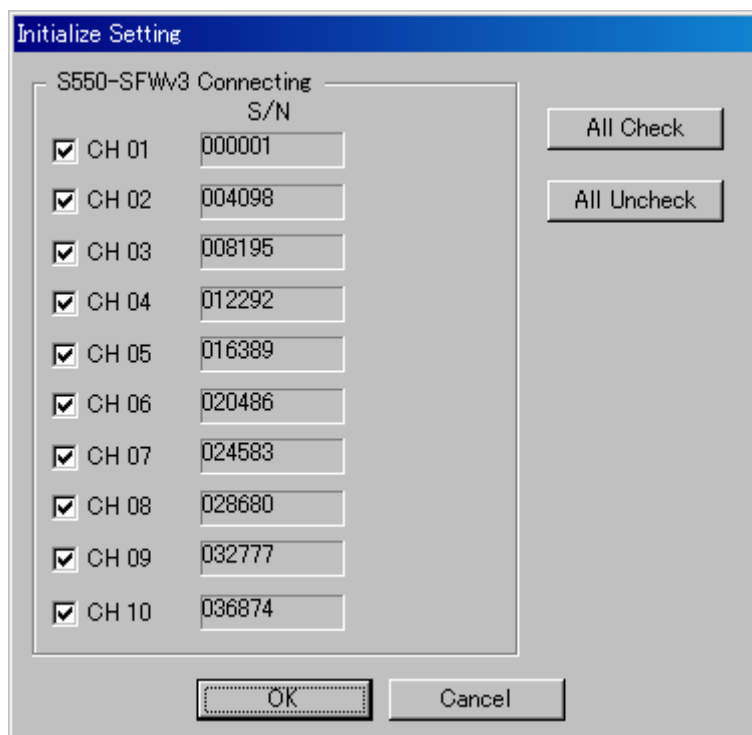 Initialize Setting
S550-SFWv3 Connecting
S/N
CH 01 000001
CH 02 004098
CH 03 008195
CH 04 012292
CH 05 016389
CH 06 020486
CH 07 024583
CH 08 028680
CH 09 032777
CH 10 036874
All Check
All Uncheck
OK Cancel